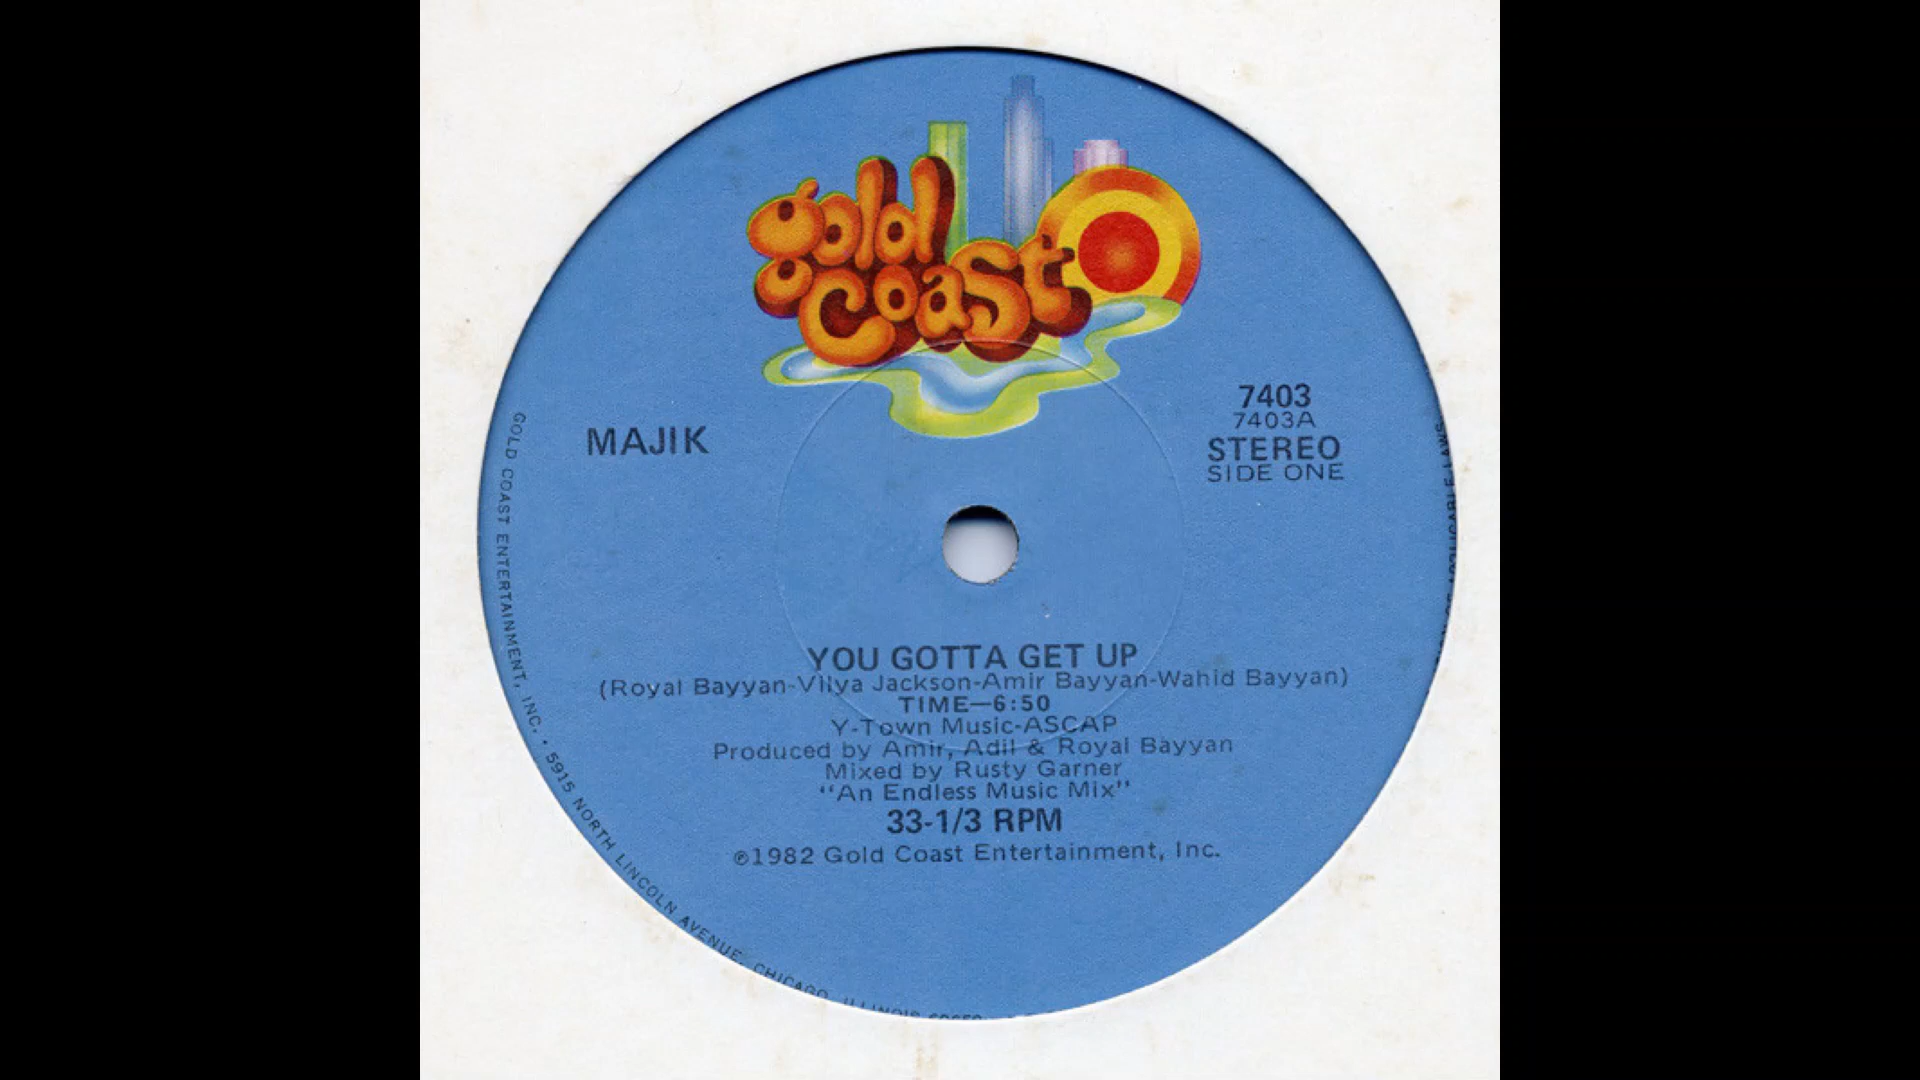 gold
coast
MAJIK
7403
7403A
STEREO
SIDE ONE
YOU GOTTA GET UP
(Royal Bayyan-Vilya Jackson-Amir Bayyan-Wahid Bayyan)
TIME—6:50
Y-Town Music-ASCAP
Produced by Amir, Adil & Royal Bayyan
Mixed by Rusty Garner
“An Endless Music Mix”
33-1/3 RPM
℗1982 Gold Coast Entertainment, Inc.
GOLD COAST ENTERTAINMENT, INC. • 5915 NORTH LINCOLN AVENUE, CHICAGO, ILLINOIS
APPLICABLE LAWS